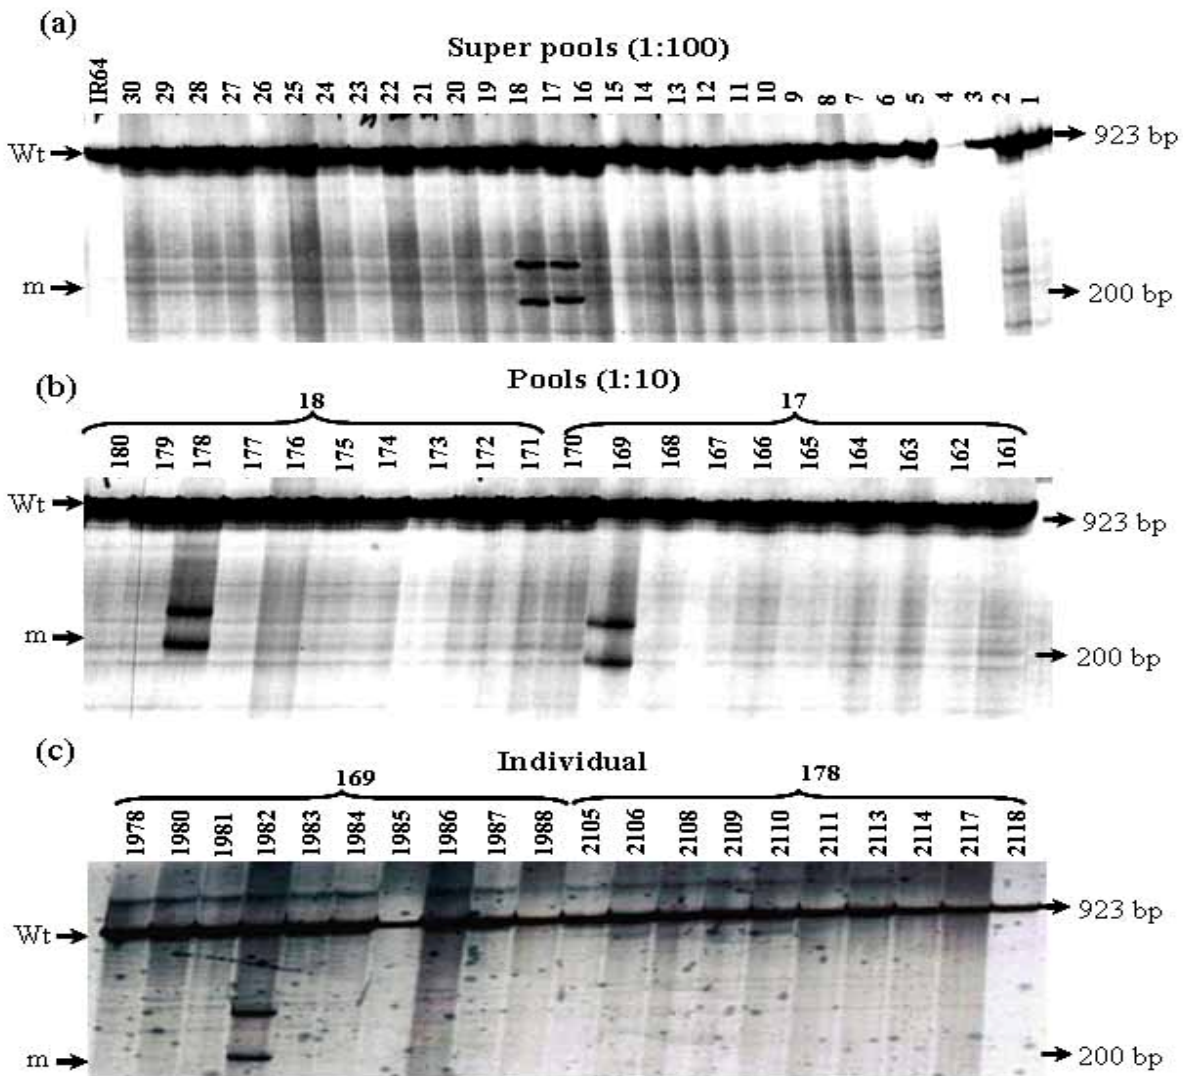 (a)
Super pools (1:100)
IR64 30 29 28 27 26 25 24 23 22 21 20 19 18 17 16 15 14 13 12 11 10 9 8 7 6 5 4 3 2 1
Wt
923 bp
m
200 bp
(b)
Pools (1:10)
18 17
180 179 178 177 176 175 174 173 172 171 170 169 168 167 166 165 164 163 162 161
Wt
923 bp
m
200 bp
(c)
Individual
169 178
1978 1980 1981 1982 1983 1984 1985 1986 1987 1988 2105 2106 2108 2109 2110 2111 2113 2114 2117 2118
Wt
923 bp
m
200 bp